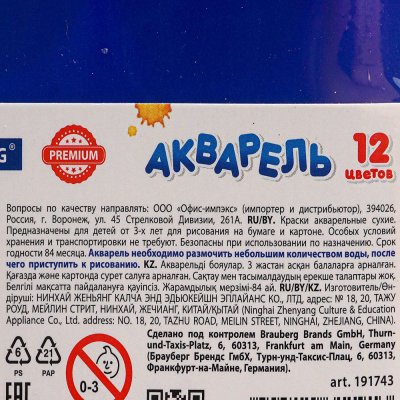 G
PREMIUM
АКВАРЕЛЬ
12
ЦВЕТОВ
Вопросы по качеству направлять: ООО «Офис-импэкс» (импортер и дистрибьютор), 394026,
Россия, г. Воронеж, ул. 45 Стрелковой Дивизии, 261А. RU/BY. Краски акварельные сухие.
Предназначены для детей от 3-х лет для рисования на бумаге и картоне. Особых условий
хранения и транспортировки не требуют. Безопасны при использовании по назначению. Срок
годности 84 месяца. Акварель необходимо размочить небольшим количеством воды, после
чего приступить к рисованию. KZ. Акварельді бояулар. 3 жастан асқан балаларға арналған.
Қағазда және картонда сурет салуға арналған. Сақтау мен тасымалдаудың ерекше талаптары жоқ.
Белгілі мақсатта пайдалануға қауіпсіз. Жарамдылық мерзімі - 84 ай. RU/BY/KZ. Изготовитель/Өн-
діруші: НИНХАЙ ЖЕНЬЯНГ КАЛЧА ЭНД ЭДЬЮКЕЙШН ЭППЛАЙНС КО., ЛТД, адрес: № 18, 20, ТАЖУ
РОУД, МЕЙЛИН СТРИТ, НИНХАЙ, ЖЕЧАНГ, КИТАЙ/ҚЫТАЙ (Ninghai Zhenyang Culture & Education
Appliance Co., Ltd, address: NO. 18, 20, TAZHU ROAD, MEILIN STREET, NINGHAI, ZHEJIANG, CHINA).
Сделано под контролем Brauberg Brands GmbH, Thurn-
und-Taxis-Platz, 6, 60313, Frankfurt am Main, Germany
(Брауберг Брендс ГмбХ, Турн-унд-Таксис-Плац, 6, 60313,
Франкфурт-на-Майне, Германия)
6
PS
21
PAP
0-3
EAC
art. 191743